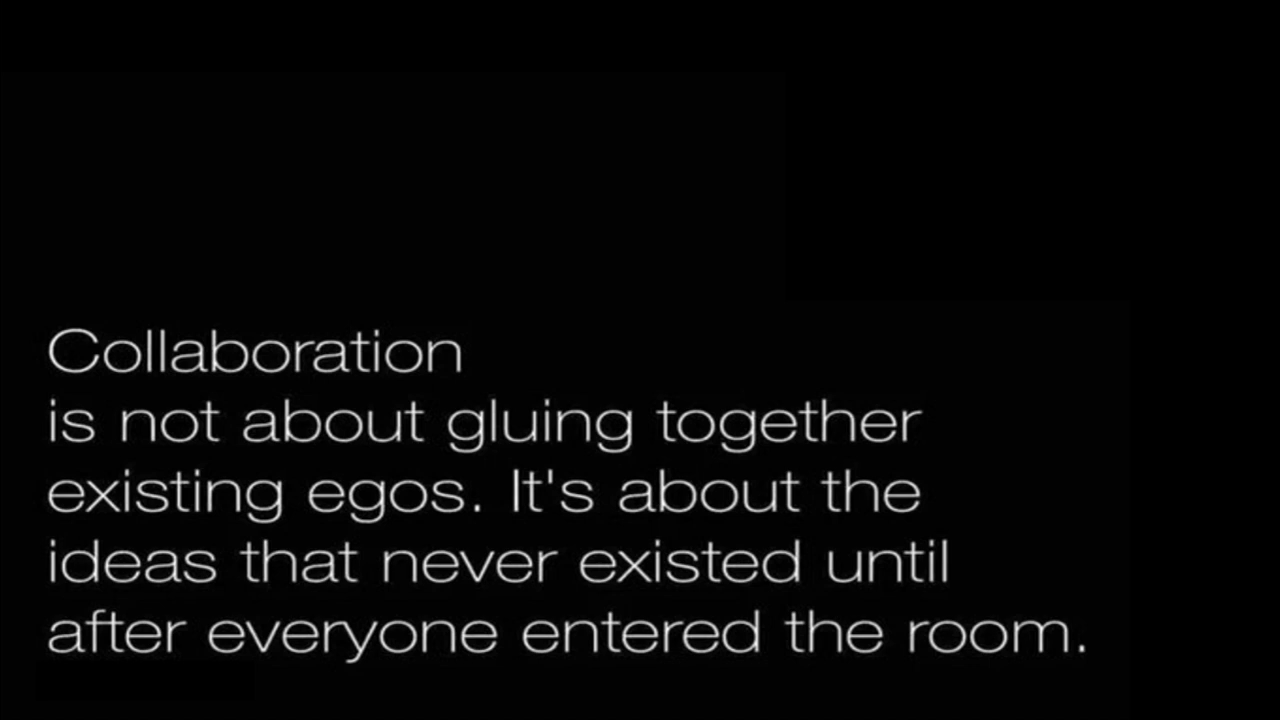 Collaboration
is not about gluing together
existing egos. It's about the
ideas that never existed until
after everyone entered the room.